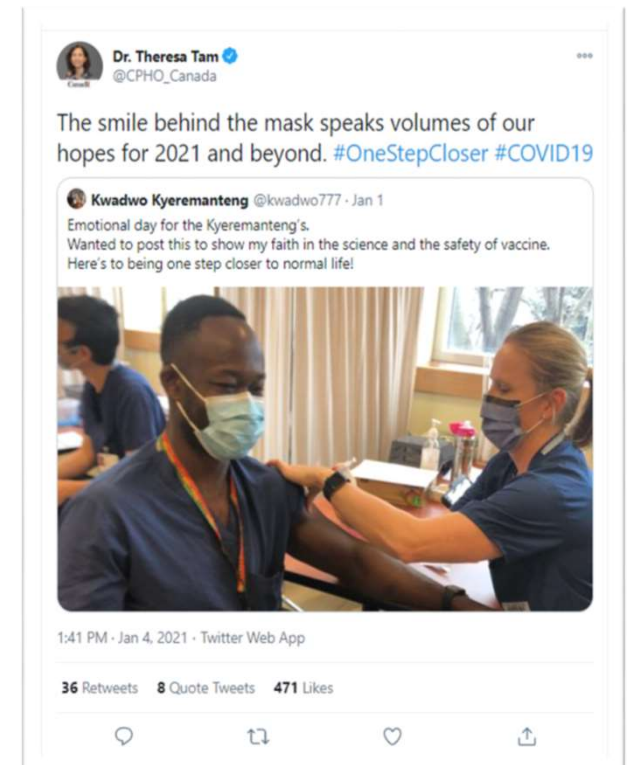 Dr. Theresa Tam
@CPHO_Canada
Canada
The smile behind the mask speaks volumes of our
hopes for 2021 and beyond. #OneStepCloser #COVID19
Kwadwo Kyeremanteng @kwadwo777 · Jan 1
Emotional day for the Kyeremanteng's.
Wanted to post this to show my faith in the science and the safety of vaccine.
Here's to being one step closer to normal life!
1:41 PM · Jan 4, 2021 · Twitter Web App
36 Retweets 8 Quote Tweets 471 Likes